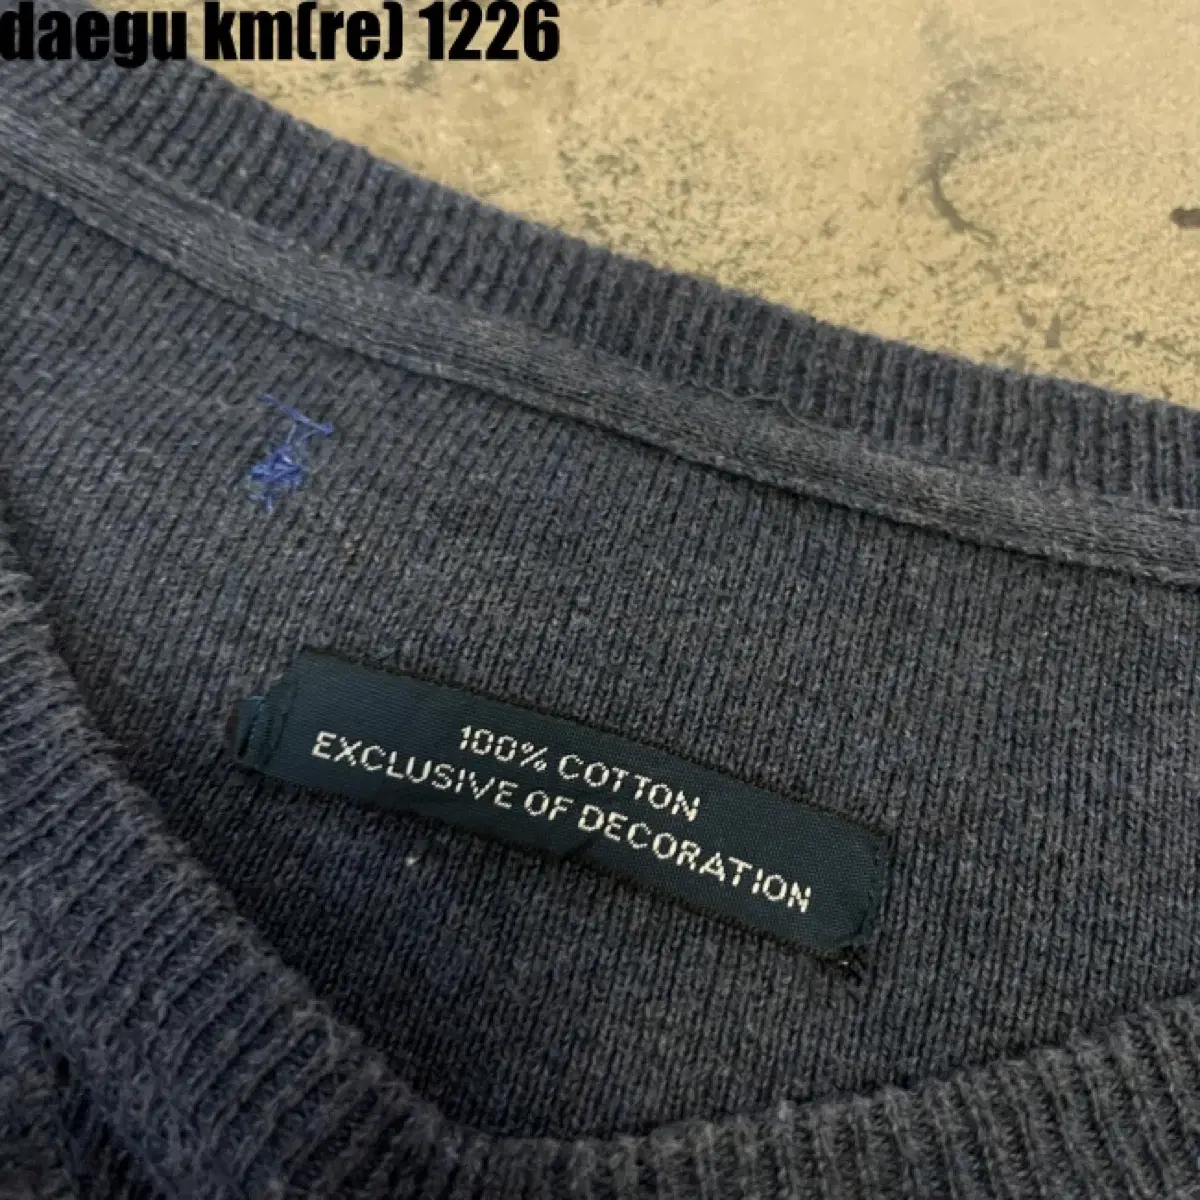 daegu km(re) 1226
100% COTTON
EXCLUSIVE OF DECORATION